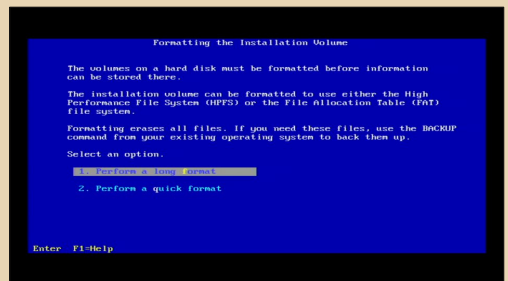 Formatting the Installation Volume
The volumes on a hard disk must be formatted before information
can be stored there.
The installation volume can be formatted to use either the High
Performance File System (HPFS) or the File Allocation Table (FAT)
file system.
Formatting erases all files. If you need these files, use the BACKUP
command from your existing operating system to back them up.
Select an option.
1. Perform a long format
2. Perform a quick format
Enter F1=Help